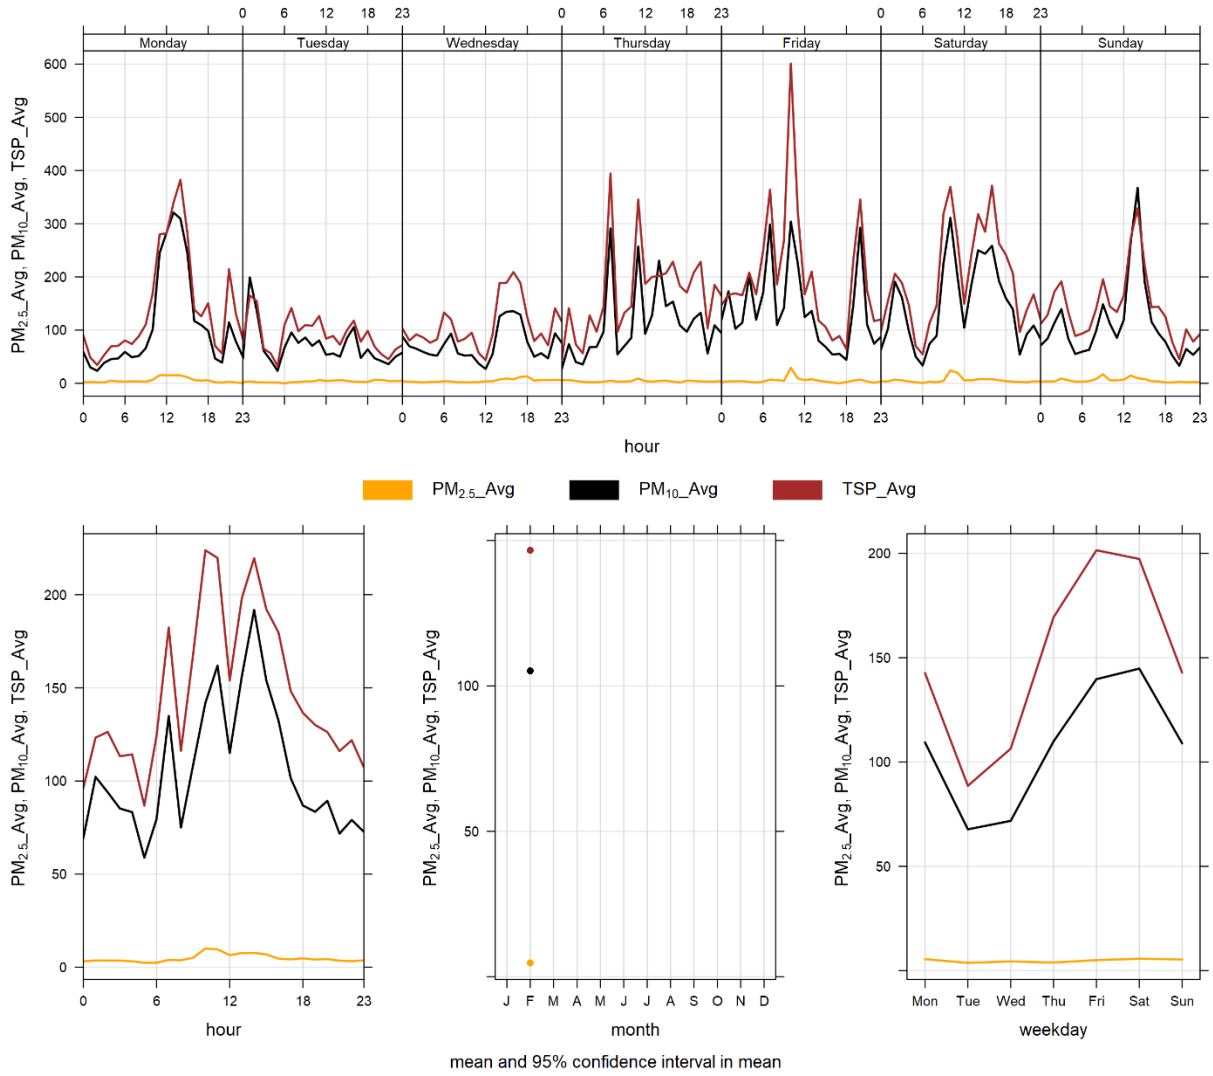 0 6 12 18 23 0 6 12 18 23 0 6 12 18 23
Monday Tuesday Wednesday Thursday Friday Saturday Sunday
PM2.5_Avg, PM10_Avg, TSP_Avg
600
500
400
300
200
100
0
0 6 12 18 23 0 6 12 18 23 0 6 12 18 23 0 6 12 18 23
hour
PM2.5_Avg PM10_Avg TSP_Avg
PM2.5_Avg, PM10_Avg, TSP_Avg
200
150
100
50
0
0 6 12 18 23
hour
PM2.5_Avg, PM10_Avg, TSP_Avg
100
50
J F M A M J J A S O N D
month
PM2.5_Avg, PM10_Avg, TSP_Avg
200
150
100
50
Mon Tue Wed Thu Fri Sat Sun
weekday
mean and 95% confidence interval in mean